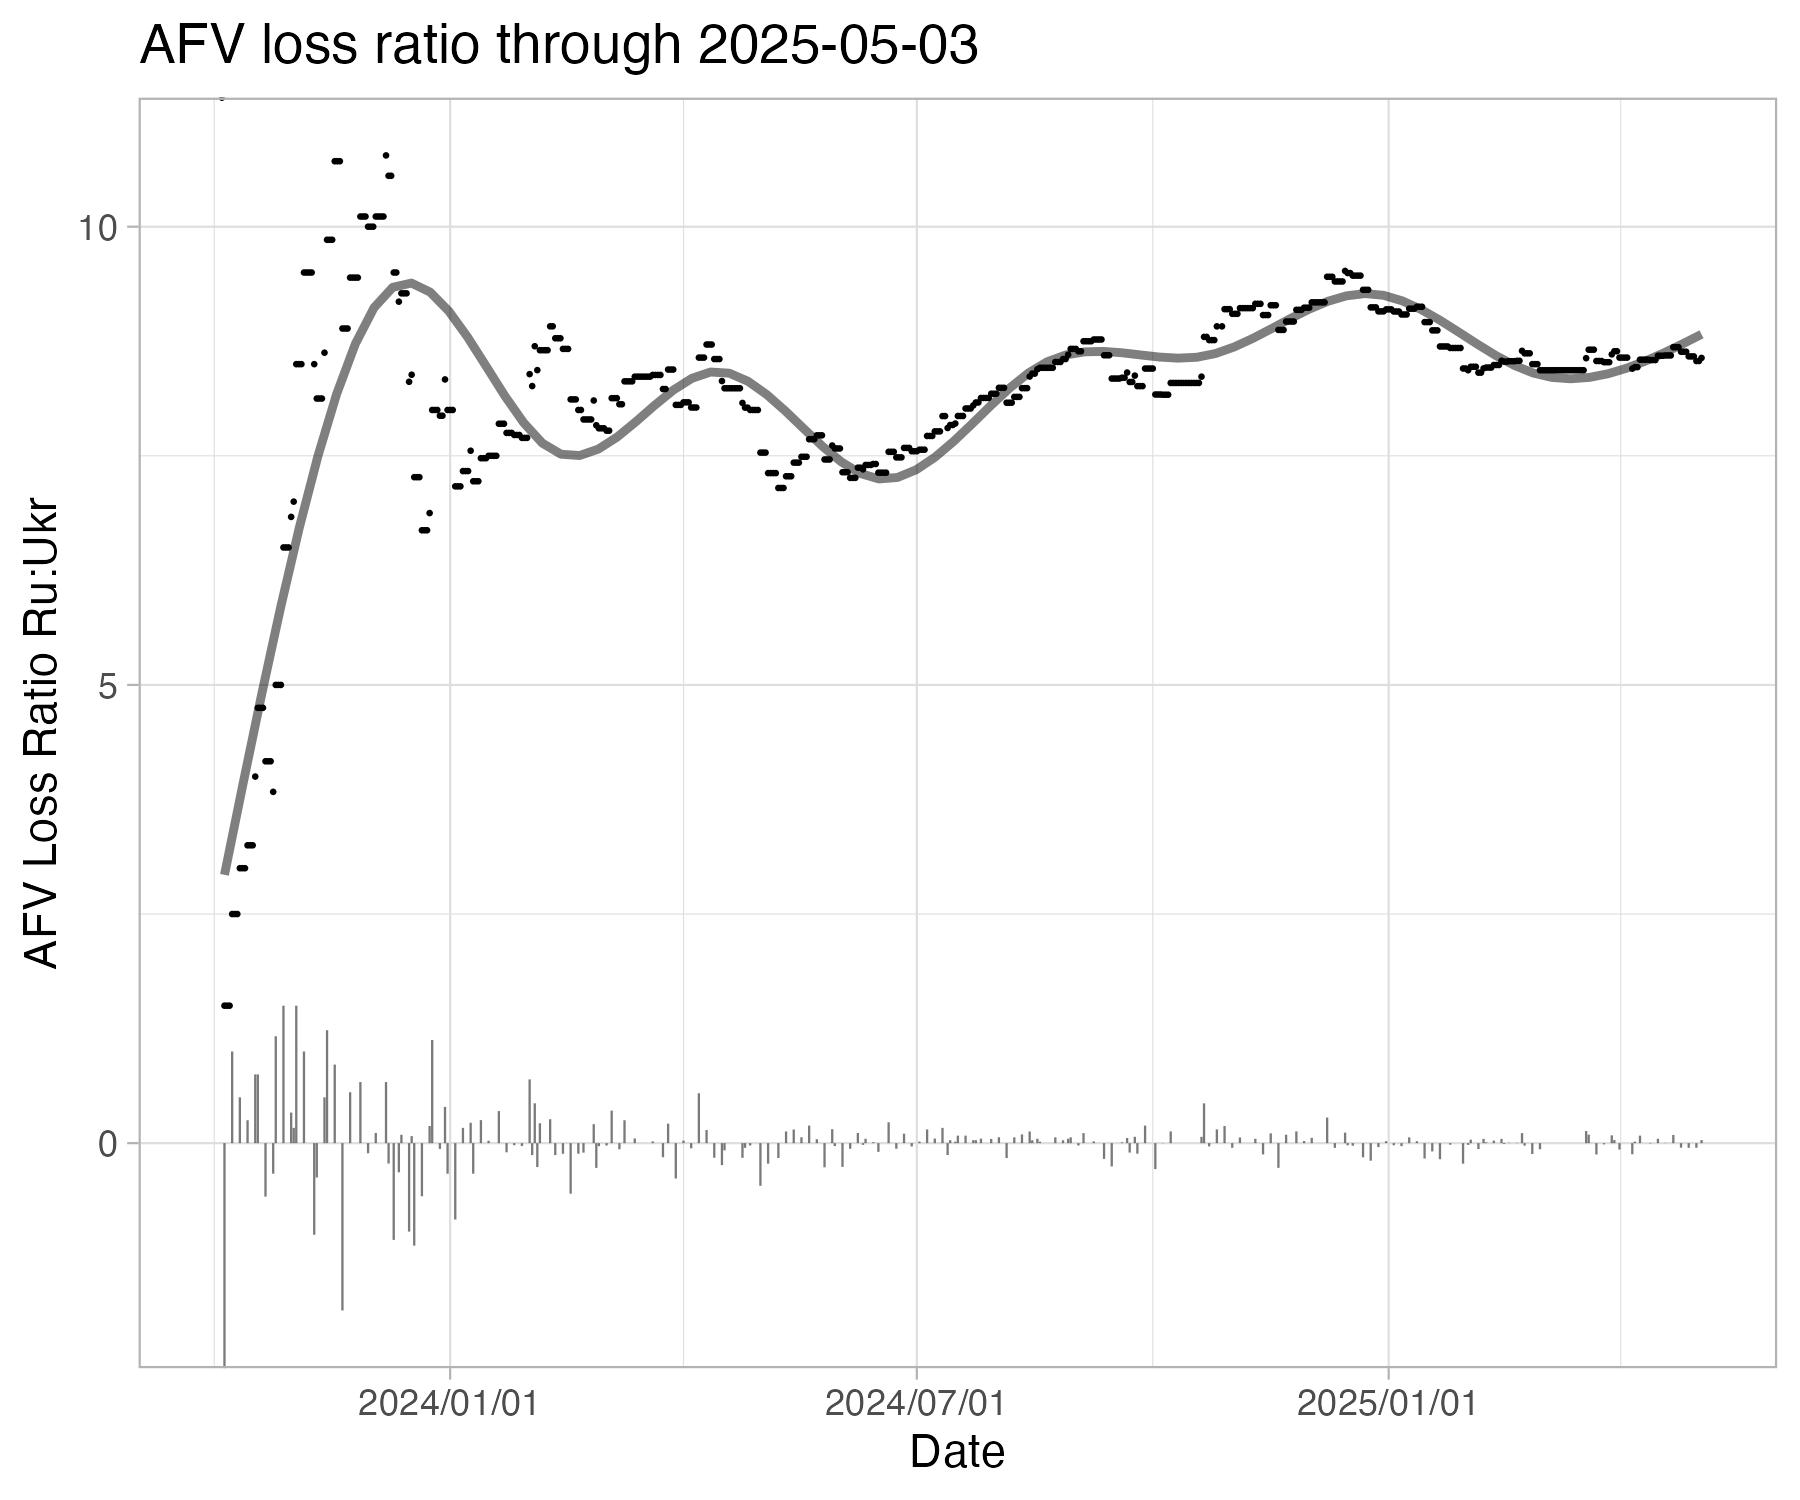 AFV loss ratio through 2025-05-03
AFV Loss Ratio Ru:Ukr
10
5
0
2024/01/01
2024/07/01
2025/01/01
Date